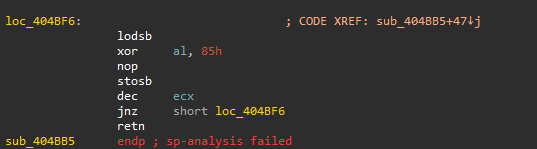 loc_404BF6: ; CODE XREF: sub_404BB5+47↓j
lodsb
xor al, 85h
nop
stosb
dec ecx
jnz short loc_404BF6
retn
sub_404BB5 endp ; sp-analysis failed